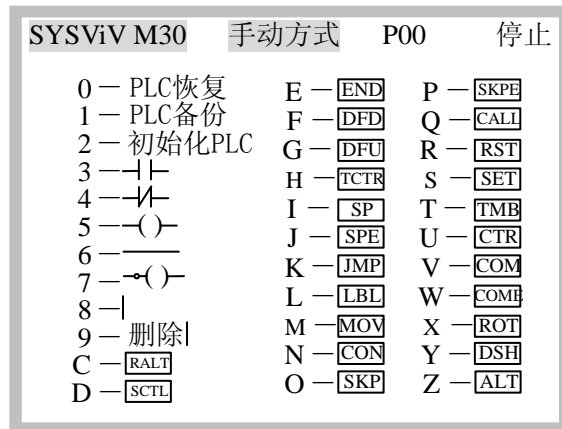 SYSViV M30 手动方式 P00 停止
0 — PLC恢复
1 — PLC备份
2 — 初始化PLC
3 —
4 —
5 — ( )
6 —
7 — ( )
8 —
9 — 删除
C — RALT
D — SCTL
E — END
F — DFD
G — DFU
H — TCTR
I — SP
J — SPE
K — JMP
L — LBL
M — MOV
N — CON
O — SKP
P — SKPE
Q — CALL
R — RST
S — SET
T — TMB
U — CTR
V — COM
W — COME
X — ROT
Y — DSH
Z — ALT